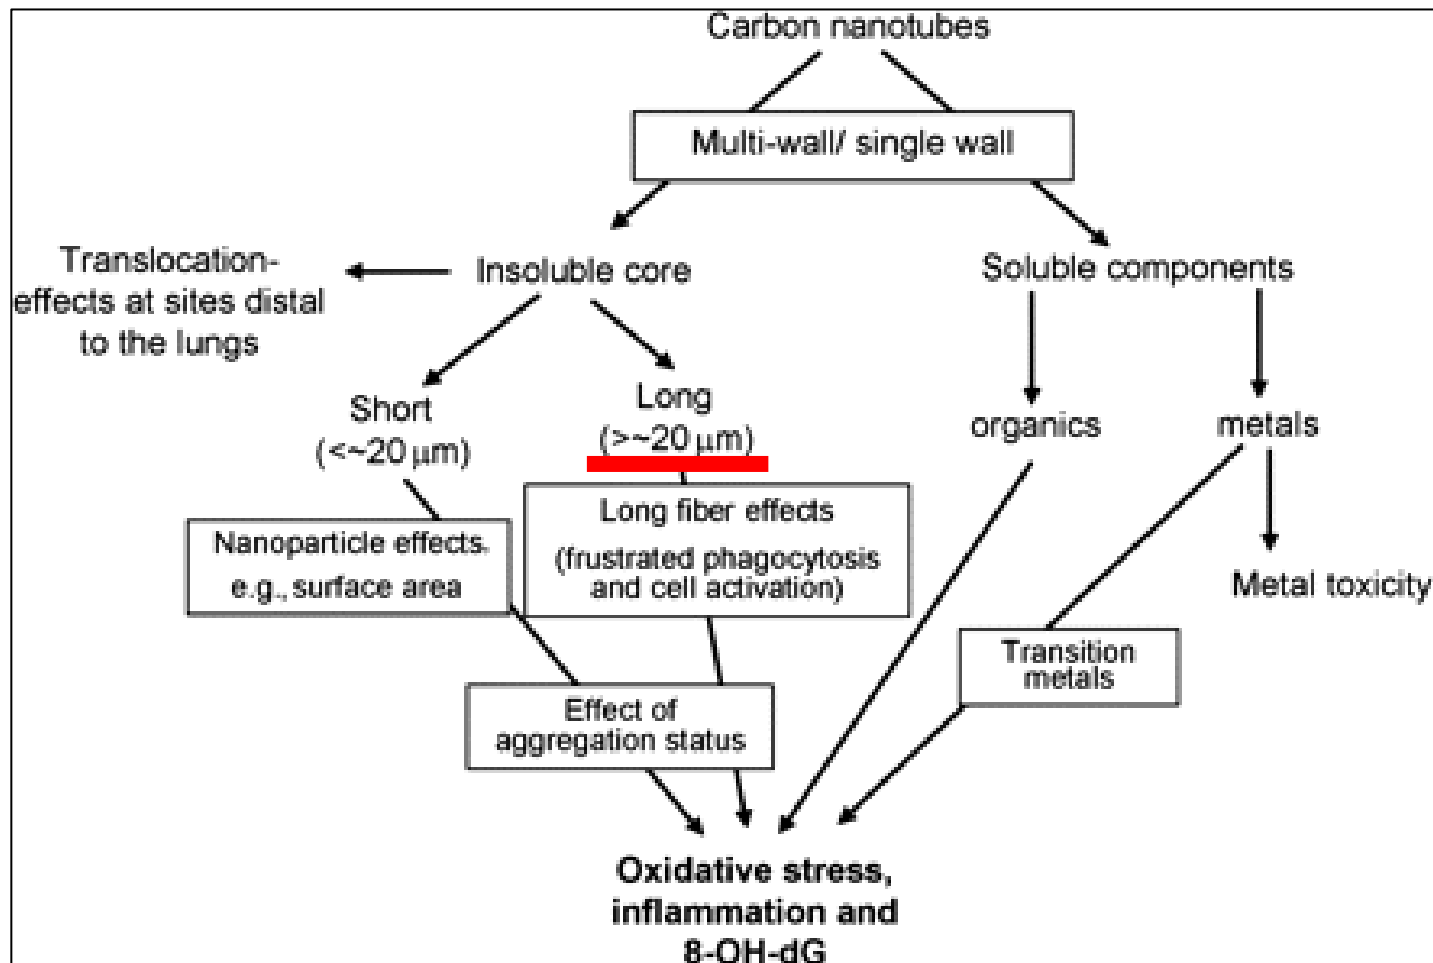 Carbon nanotubes
Multi-wall/ single wall
Translocation-
effects at sites distal
to the lungs
Insoluble core
Soluble components
Short
(<~20 μm)
Long
(>~20 μm)
organics
metals
Nanoparticle effects,
e.g., surface area
Long fiber effects
(frustrated phagocytosis
and cell activation)
Metal toxicity
Transition
metals
Effect of
aggregation status
Oxidative stress,
inflammation and
8-OH-dG